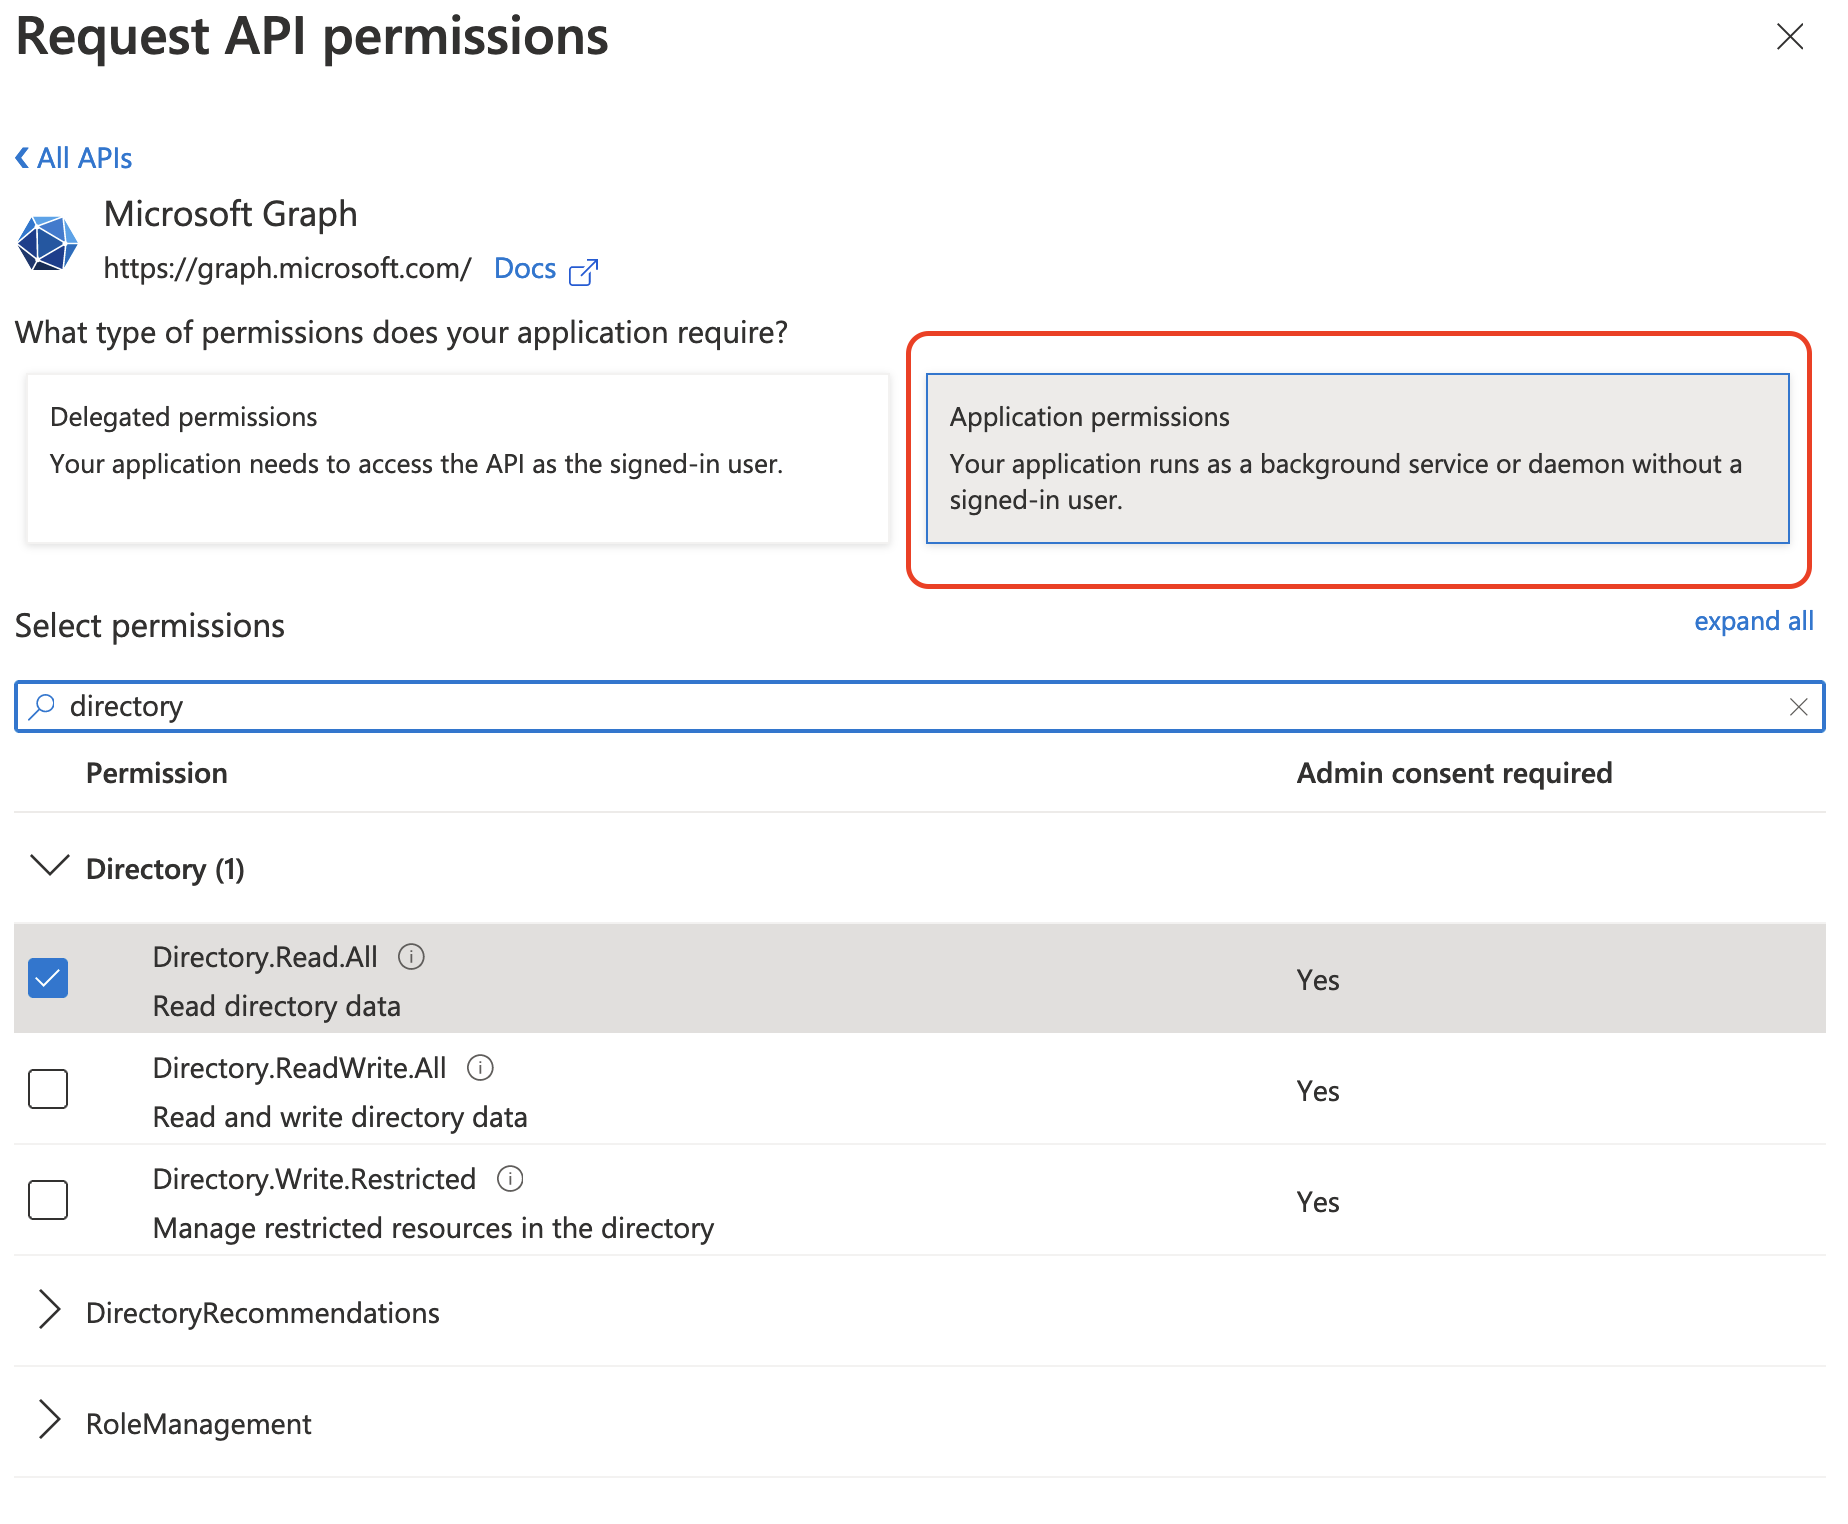 Request API permissions
All APIs
Microsoft Graph
https://graph.microsoft.com/ Docs
What type of permissions does your application require?
Delegated permissions
Your application needs to access the API as the signed-in user.
Application permissions
Your application runs as a background service or daemon without a
signed-in user.
Select permissions
expand all
directory
Permission Admin consent required
Directory (1)
Directory.Read.All
Read directory data
Yes
Directory.ReadWrite.All
Read and write directory data
Yes
Directory.Write.Restricted
Manage restricted resources in the directory
Yes
DirectoryRecommendations
RoleManagement